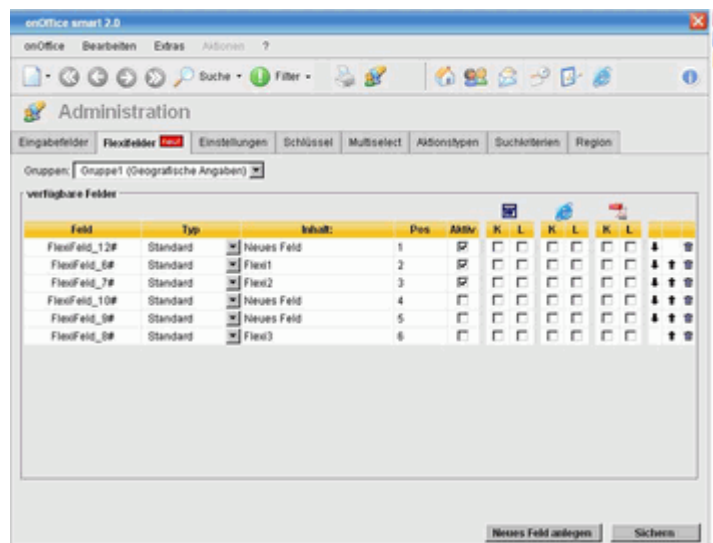 onOffice smart 2.0
onOffice Bearbeiten Extras Aktionen ?
Suche Filter
Administration
Eingabefelder Flexifelder neu! Einstellungen Schlüssel Multiselect Aktionstypen Suchkriterien Region
Gruppen: Gruppe1 (Geografische Angaben)
verfügbare Felder
Feld Typ Inhalt: Pos Aktiv K L K L K L
FlexiFeld_12# Standard Neues Feld 1
FlexiFeld_6# Standard Flexi1 2
FlexiFeld_7# Standard Flexi2 3
FlexiFeld_10# Standard Neues Feld 4
FlexiFeld_9# Standard Neues Feld 5
FlexiFeld_8# Standard Flexi3 6
Neues Feld anlegen Sichern